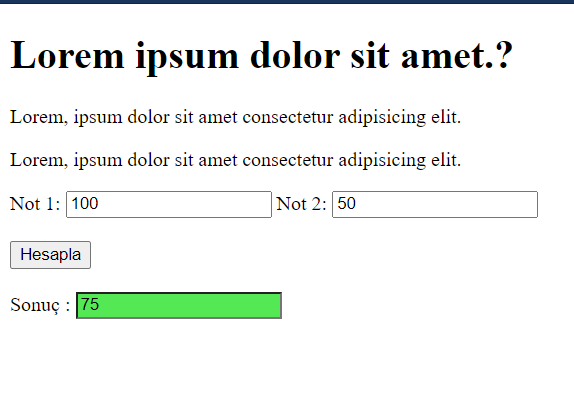 Lorem ipsum dolor sit amet.?
Lorem, ipsum dolor sit amet consectetur adipisicing elit.
Lorem, ipsum dolor sit amet consectetur adipisicing elit.
Not 1: 100 Not 2: 50
Hesapla
Sonuç : 75